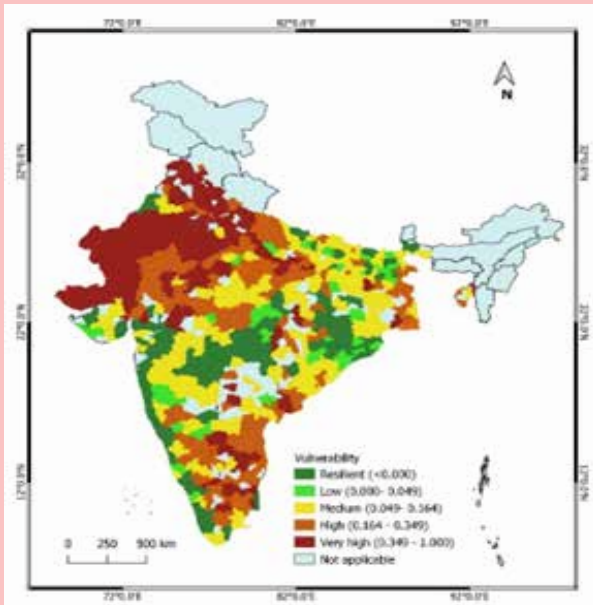 72°0.0'E 82°0.0'E 92°0.0'E
N
32°0.0'N 32°0.0'N
22°0.0'N 22°0.0'N
12°0.0'N 12°0.0'N
Vulnerability
Resilient (<0.000)
Low (0.000- 0.049)
Medium (0.049- 0.164)
High (0.164 - 0.349)
Very high (0.349 - 1.000)
Not applicable
0 250 500 km
72°0.0'E 82°0.0'E 92°0.0'E